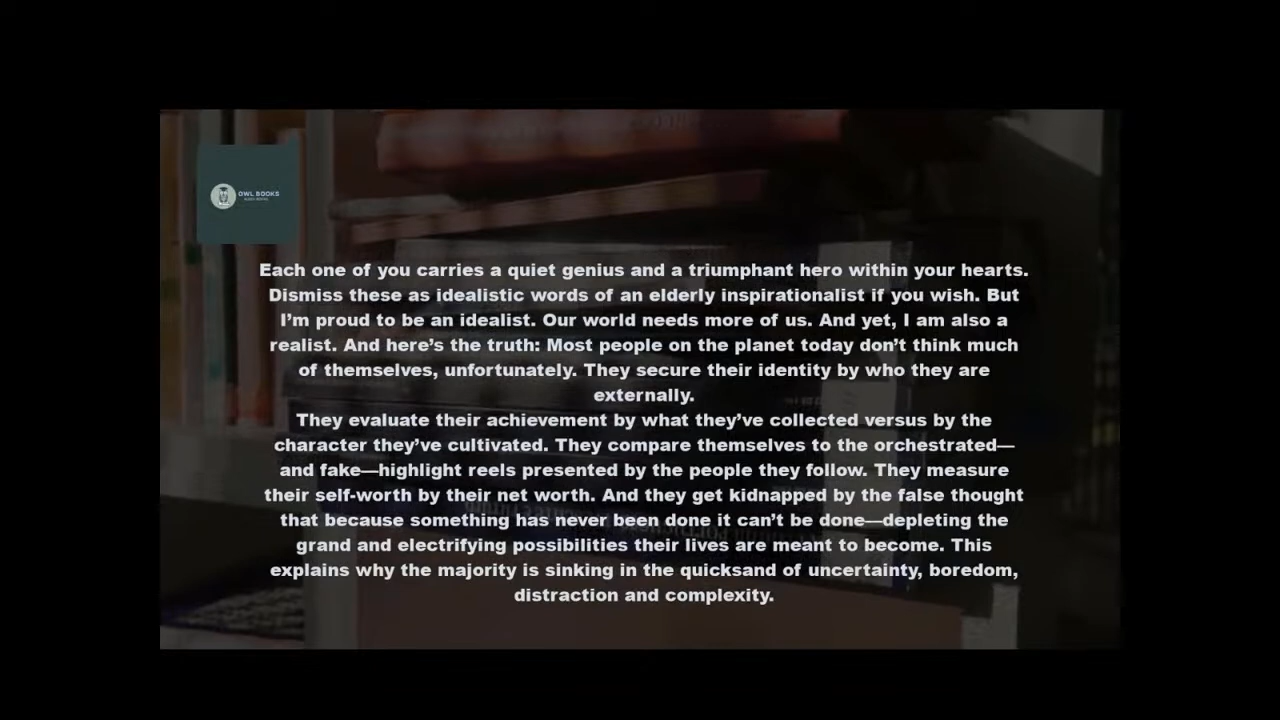 OWL BOOKS
Each one of you carries a quiet genius and a triumphant hero within your hearts.
Dismiss these as idealistic words of an elderly inspirationalist if you wish. But
I'm proud to be an idealist. Our world needs more of us. And yet, I am also a
realist. And here's the truth: Most people on the planet today don't think much
of themselves, unfortunately. They secure their identity by who they are
externally.
They evaluate their achievement by what they've collected versus by the
character they've cultivated. They compare themselves to the orchestrated—
and fake—highlight reels presented by the people they follow. They measure
their self-worth by their net worth. And they get kidnapped by the false thought
that because something has never been done it can't be done—depleting the
grand and electrifying possibilities their lives are meant to become. This
explains why the majority is sinking in the quicksand of uncertainty, boredom,
distraction and complexity.